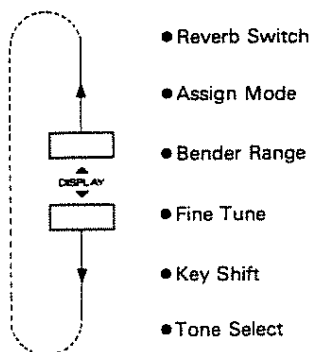 ● Reverb Switch
● Assign Mode
● Bender Range
DISPLAY
● Fine Tune
● Key Shift
● Tone Select